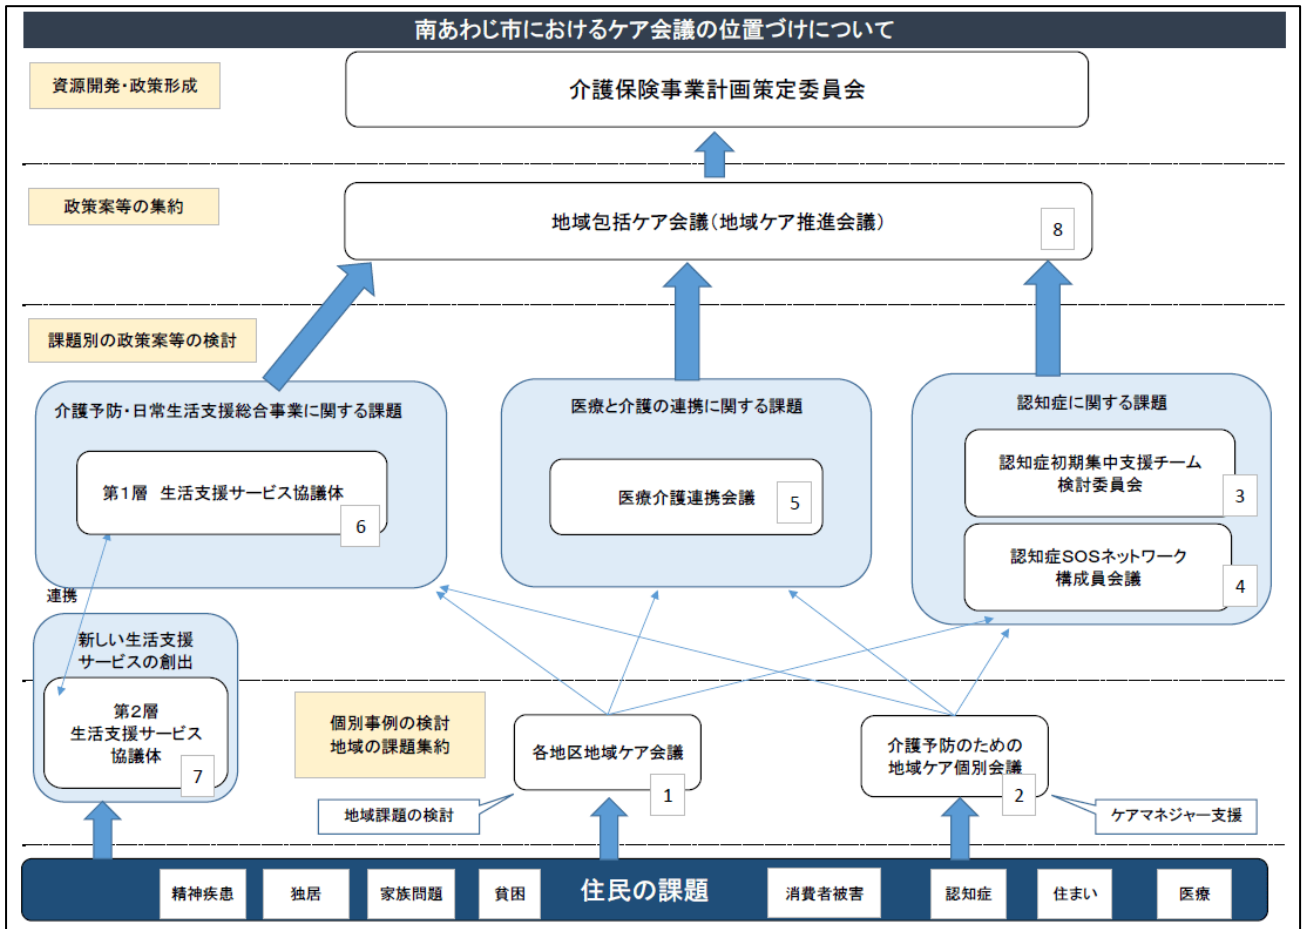 南あわじ市におけるケア会議の位置づけについて
資源開発・政策形成
介護保険事業計画策定委員会
政策案等の集約
地域包括ケア会議(地域ケア推進会議)
8
課題別の政策案等の検討
介護予防・日常生活支援総合事業に関する課題
第1層 生活支援サービス協議体
6
医療と介護の連携に関する課題
医療介護連携会議
5
認知症に関する課題
認知症初期集中支援チーム
検討委員会
3
認知症SOSネットワーク
構成員会議
4
連携
新しい生活支援
サービスの創出
第2層
生活支援サービス
協議体
7
個別事例の検討
地域の課題集約
各地区地域ケア会議
1
地域課題の検討
介護予防のための
地域ケア個別会議
2
ケアマネジャー支援
精神疾患
独居
家族問題
貧困
住民の課題
消費者被害
認知症
住まい
医療